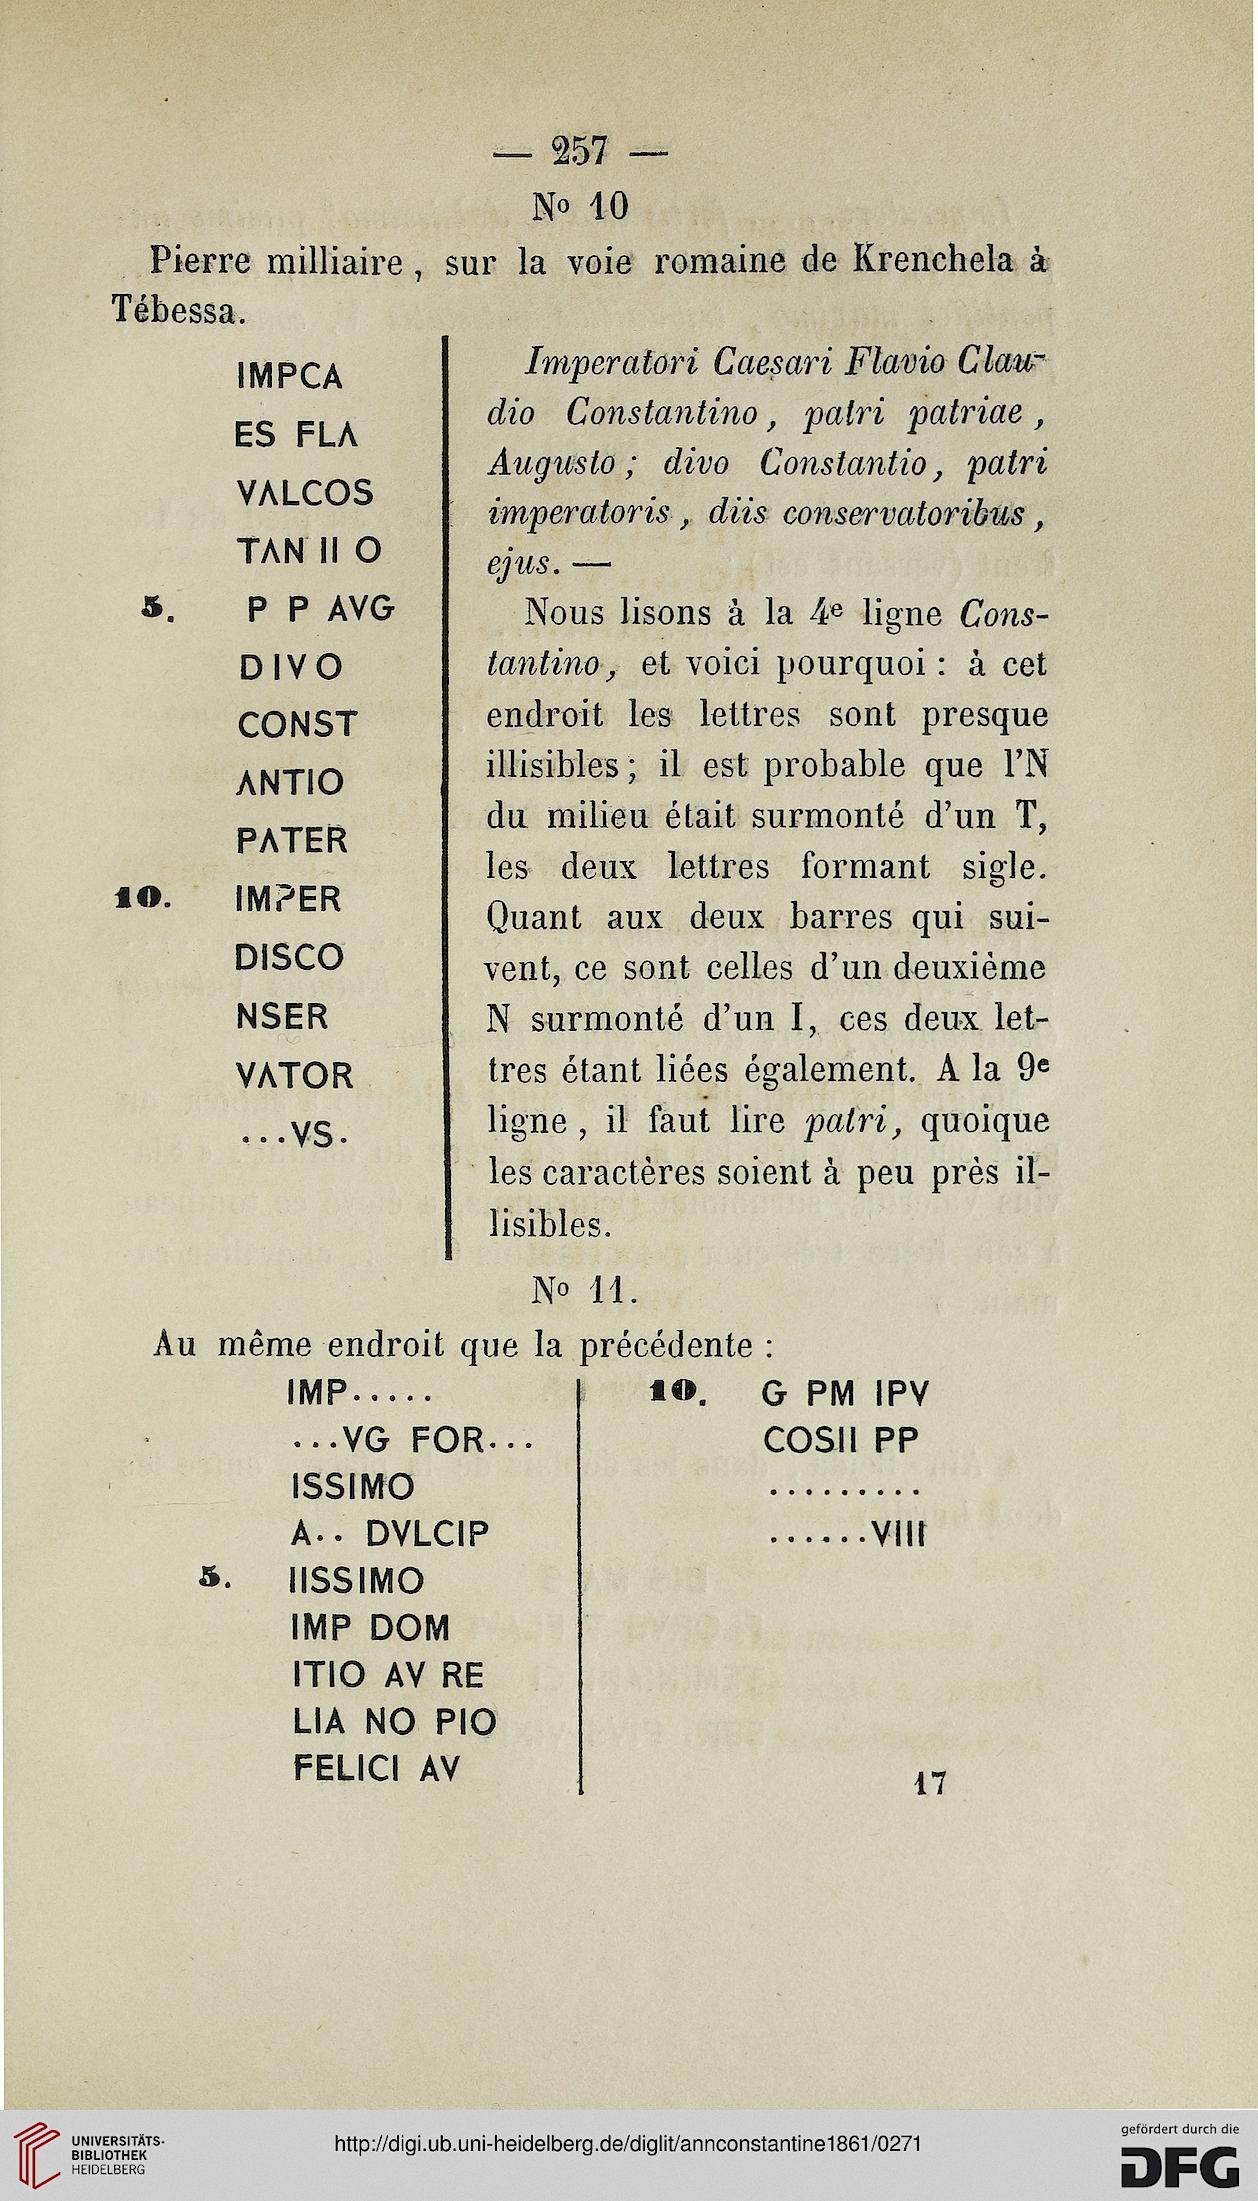 — 257 —
Nº 10
Pierre milliaire, sur la voie romaine de Krenchela à
Tébessa.
IMPCA
ES FLA
VALCOS
TAN II O
5. P P AVG
DIVO
CONST
ANTIO
PATER
10. IMPER
DISCO
NSER
VATOR
...VS.
Imperatori Caesari Flavio Clau-
dio Constantino, patri patriae,
Augusto; divo Constantio, patri
imperatoris, diis conservatoribus,
ejus. —
Nous lisons à la 4e ligne Cons-
tantino, et voici pourquoi : à cet
endroit les lettres sont presque
illisibles; il est probable que l'N
du milieu était surmonté d'un T,
les deux lettres formant sigle.
Quant aux deux barres qui sui-
vent, ce sont celles d'un deuxième
N surmonté d'un I, ces deux let-
tres étant liées également. A la 9e
ligne, il faut lire patri, quoique
les caractères soient à peu près il-
lisibles.
Nº 11.
Au même endroit que la précédente :
IMP.....
...VG FOR...
ISSIMO
A.. DVLCIP
5. IISSIMO
IMP DOM
ITIO AV RE
LIA NO PIO
FELICI AV
10. G PM IPV
COSII PP
.........
......VIII
17
UNIVERSITÄTS-
BIBLIOTHEK
HEIDELBERG
http://digi.ub.uni-heidelberg.de/diglit/annconstantine1861/0271
gefördert durch die
DFG